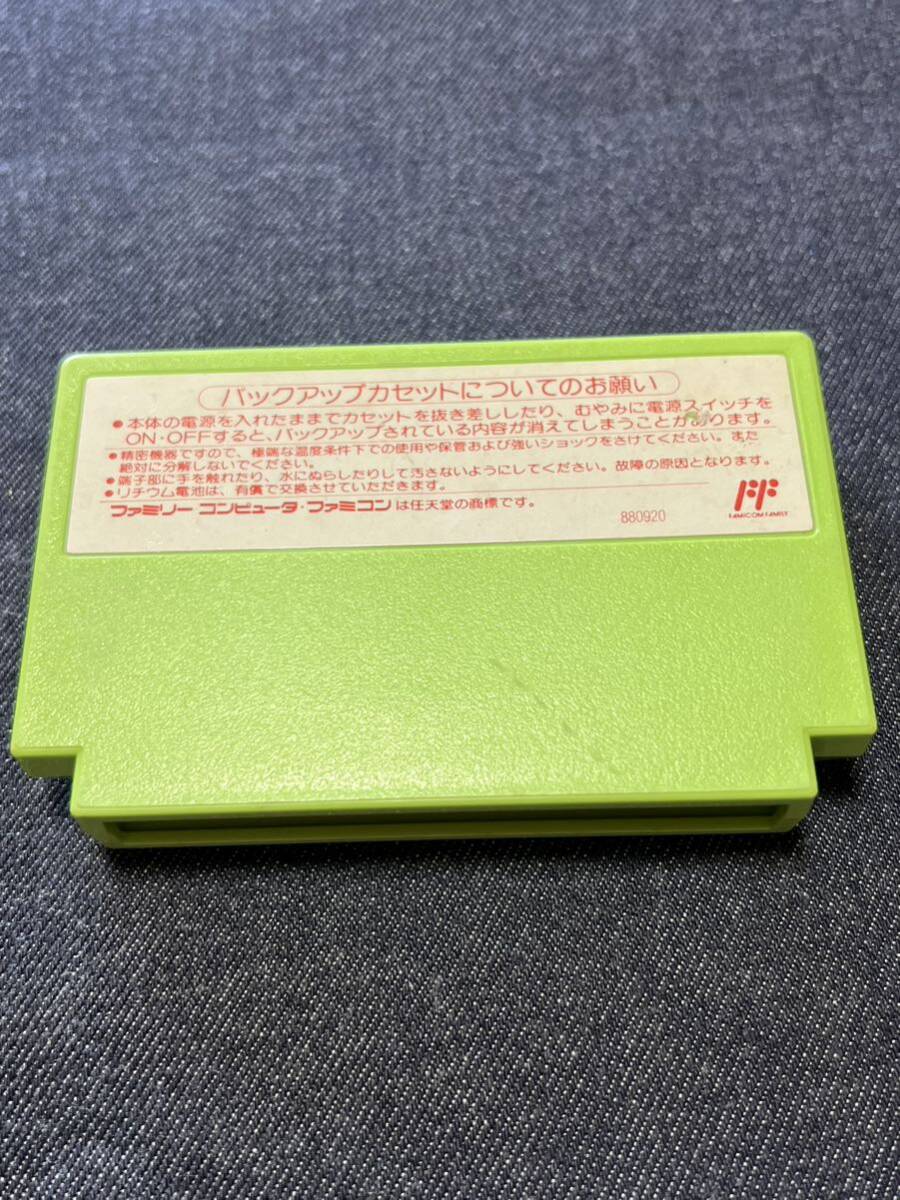 バックアップカセットについてのお願い
●本体の電源を入れたままでカセットを抜き差ししたり、むやみに電源スイッチを
ON・OFFすると、バックアップされている内容が消えてしまうことがあります。
●精密機器ですので、極端な温度条件下での使用や保管および強いショックをさけてください。また
絶対に分解しないでください。
●端子部に手を触れたり、水にぬらしたりして汚さないようにしてください。故障の原因となります。
●リチウム電池は、有償で交換させていただきます。
ファミリー コンピュータ・ファミコンは任天堂の商標です。
880920
FF
FAMICOM FAMILY